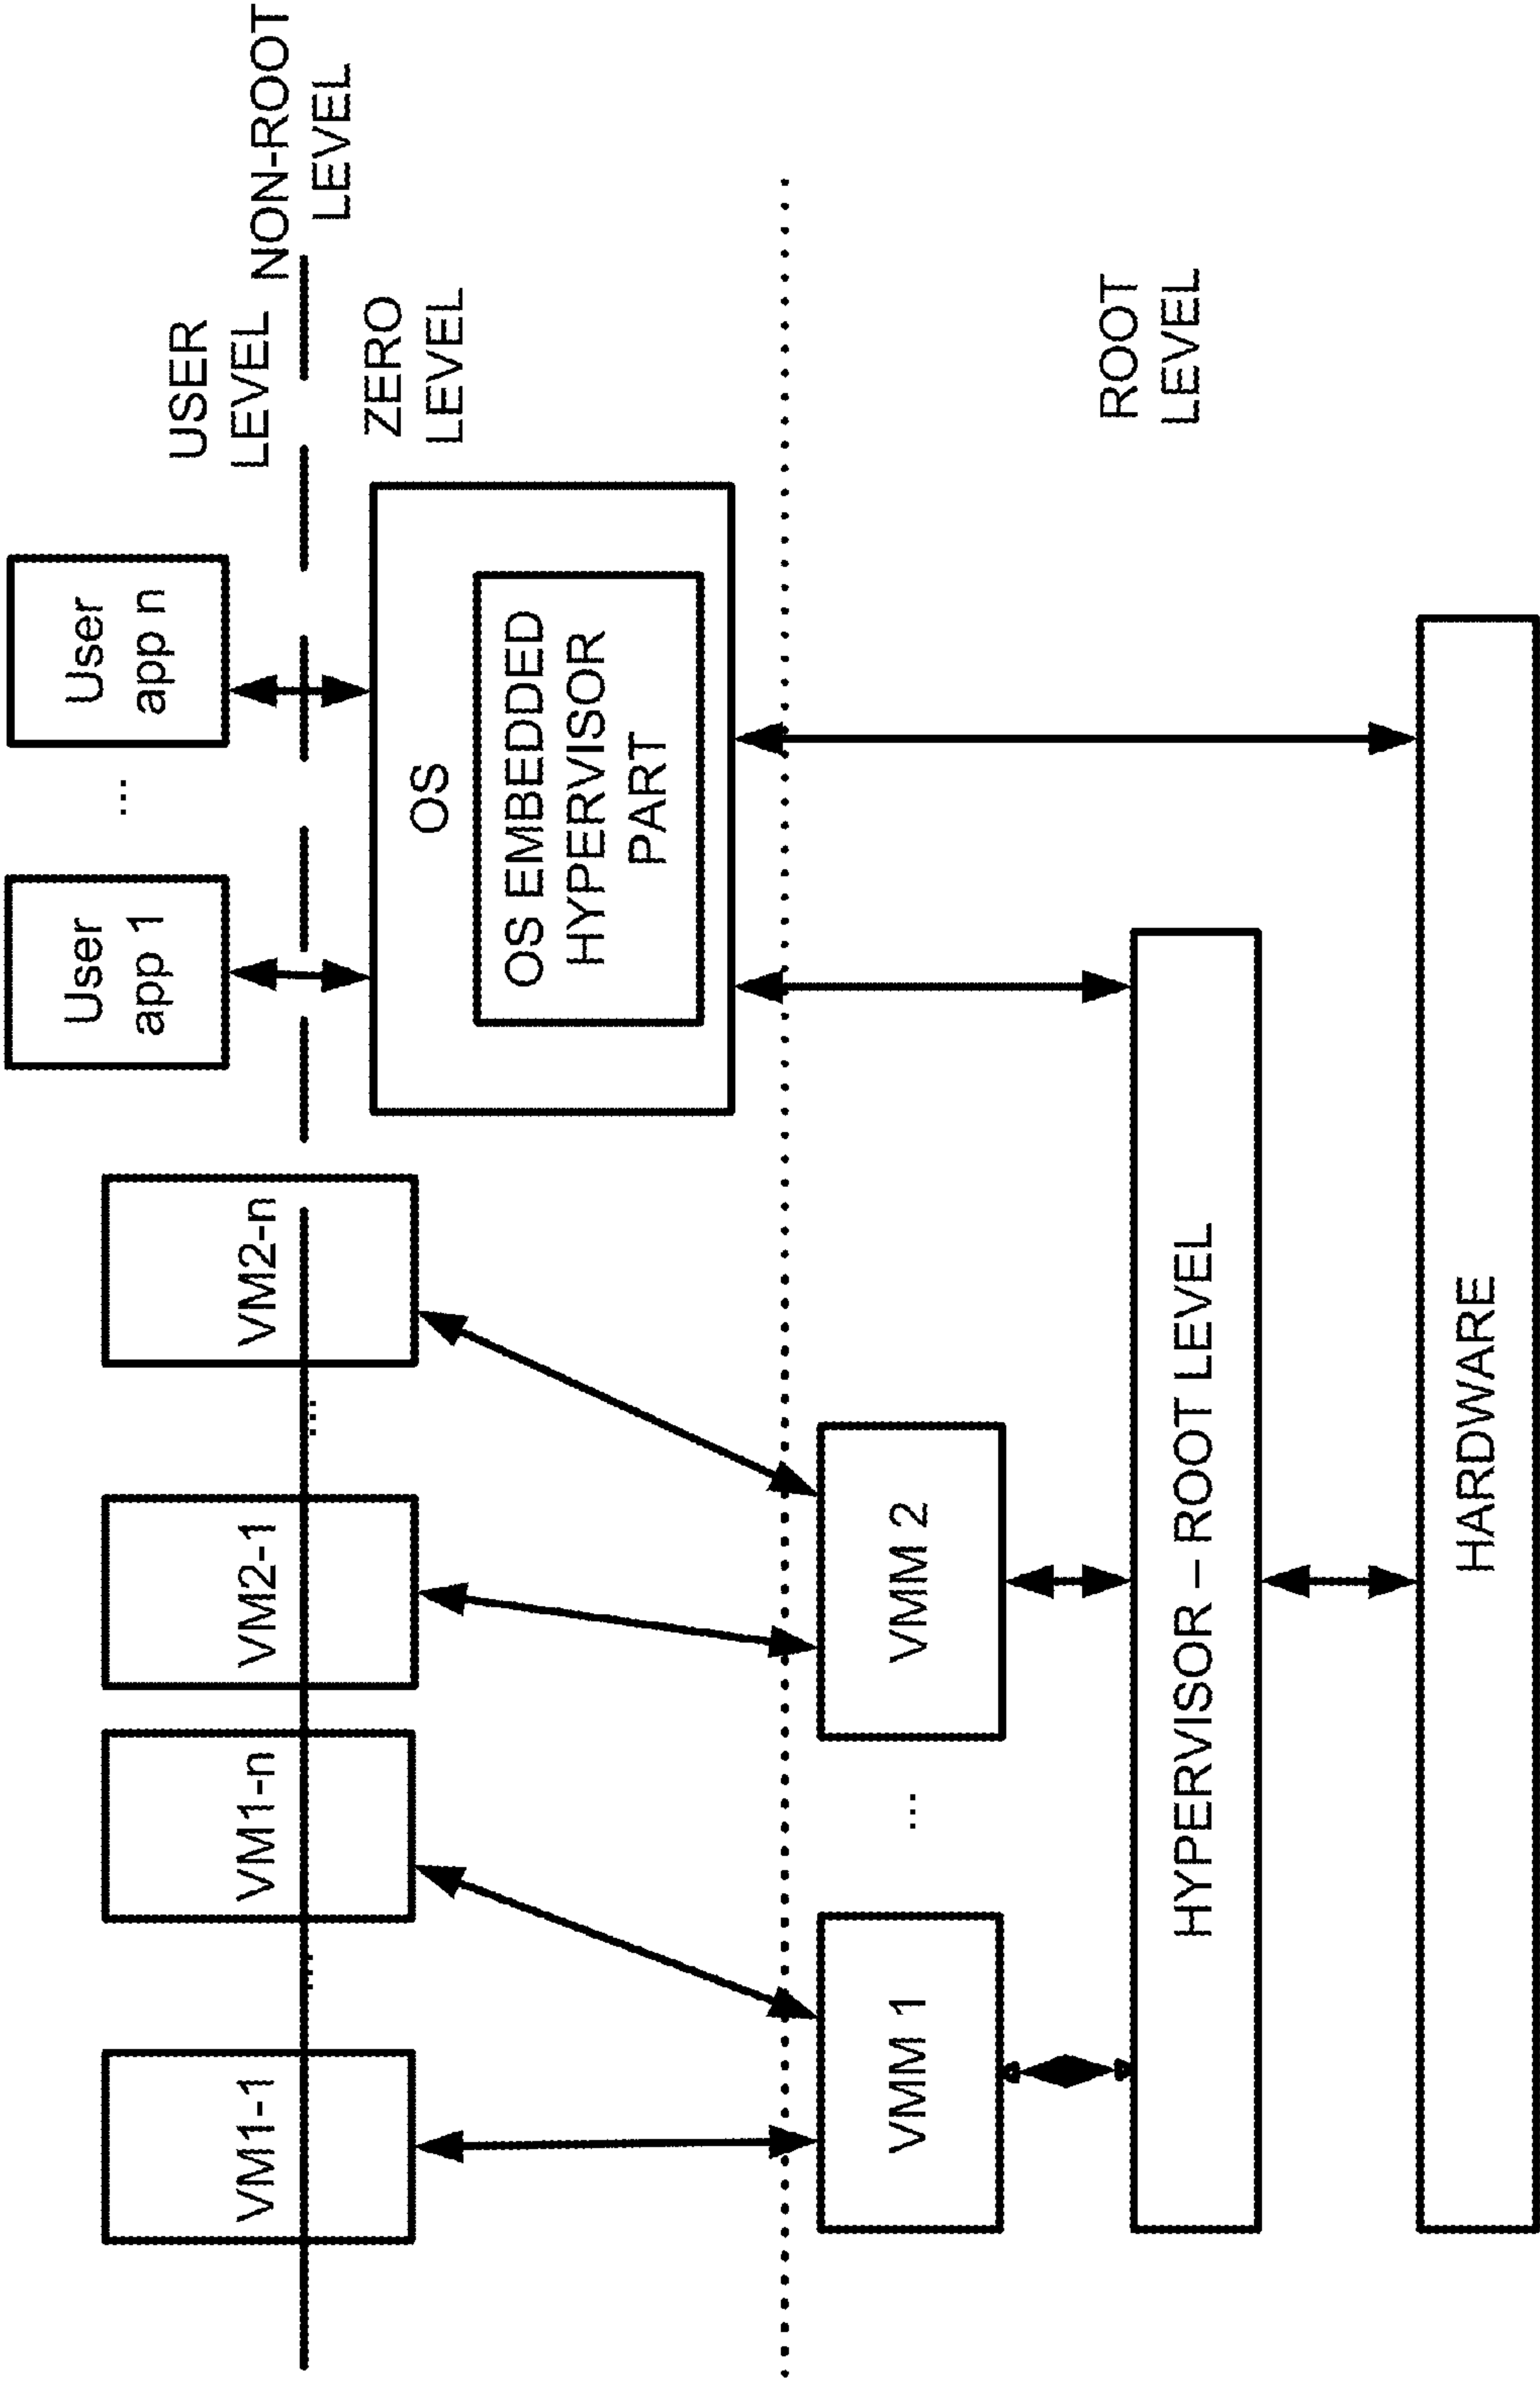 VM1-1
...
VM1-n
VM2-1
...
VM2-n
User
app 1
...
User
app n
USER
LEVEL
NON-ROOT
LEVEL
ZERO
LEVEL
OS
OS EMBEDDED
HYPERVISOR
PART
VMM 1
...
VMM 2
ROOT
LEVEL
HYPERVISOR – ROOT LEVEL
HARDWARE